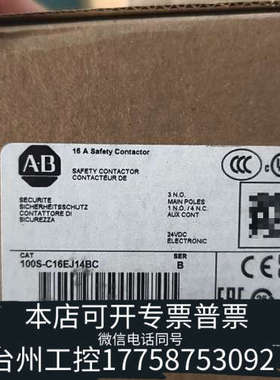 16 A Safety Contactor
AB
SAFETY CONTACTOR
CONTACTEUR DE
SECURITE
SICHERHEITSSCHUTZ
CONTATTORE DI
SICUREZZA
3 N.O.
MAIN POLES
1 N.O. / 4 N.C.
AUX CONT
24VDC
ELECTRONIC
CAT
100S-C16EJ14BC
SER
B
CCC
EAC
本店可开专票普票
微信电话同号
台州工控17758753092